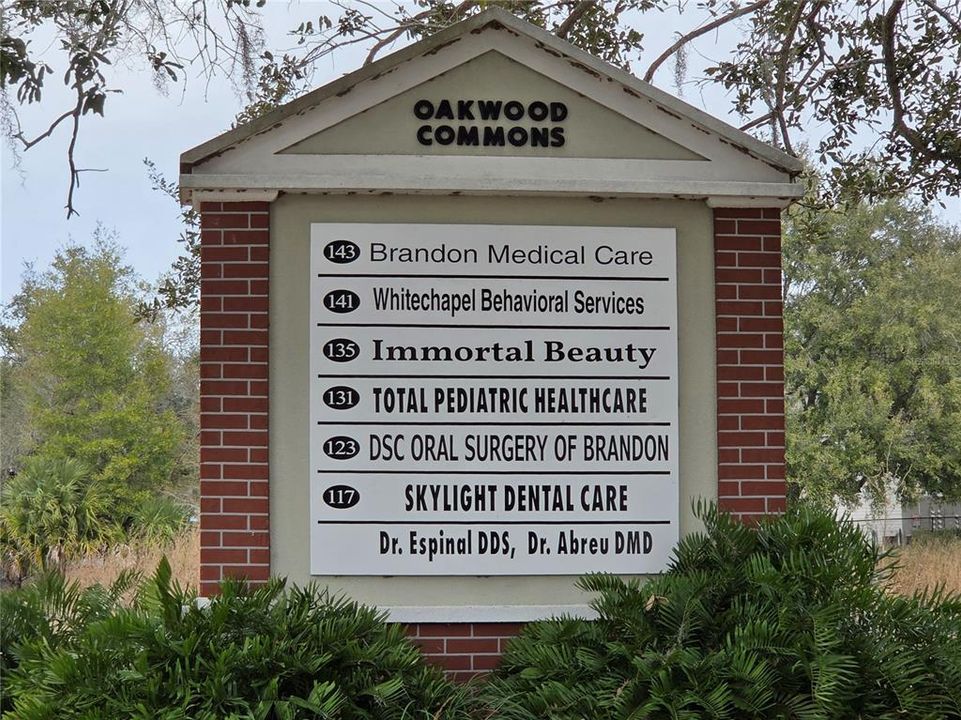 OAKWOOD
COMMONS
143 Brandon Medical Care
141 Whitechapel Behavioral Services
135 Immortal Beauty
131 TOTAL PEDIATRIC HEALTHCARE
123 DSC ORAL SURGERY OF BRANDON
117 SKYLIGHT DENTAL CARE
Dr. Espinal DDS, Dr. Abreu DMD